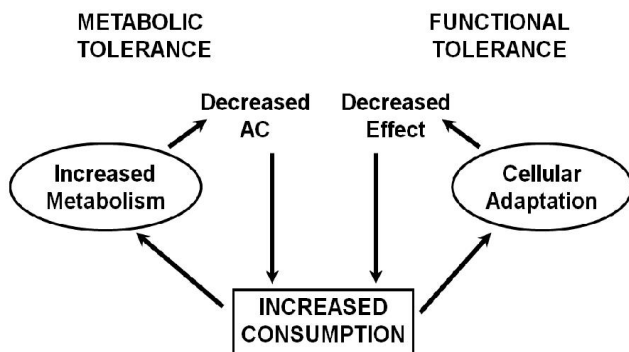 METABOLIC
TOLERANCE
FUNCTIONAL
TOLERANCE
Decreased
AC
Decreased
Effect
Increased
Metabolism
Cellular
Adaptation
INCREASED
CONSUMPTION